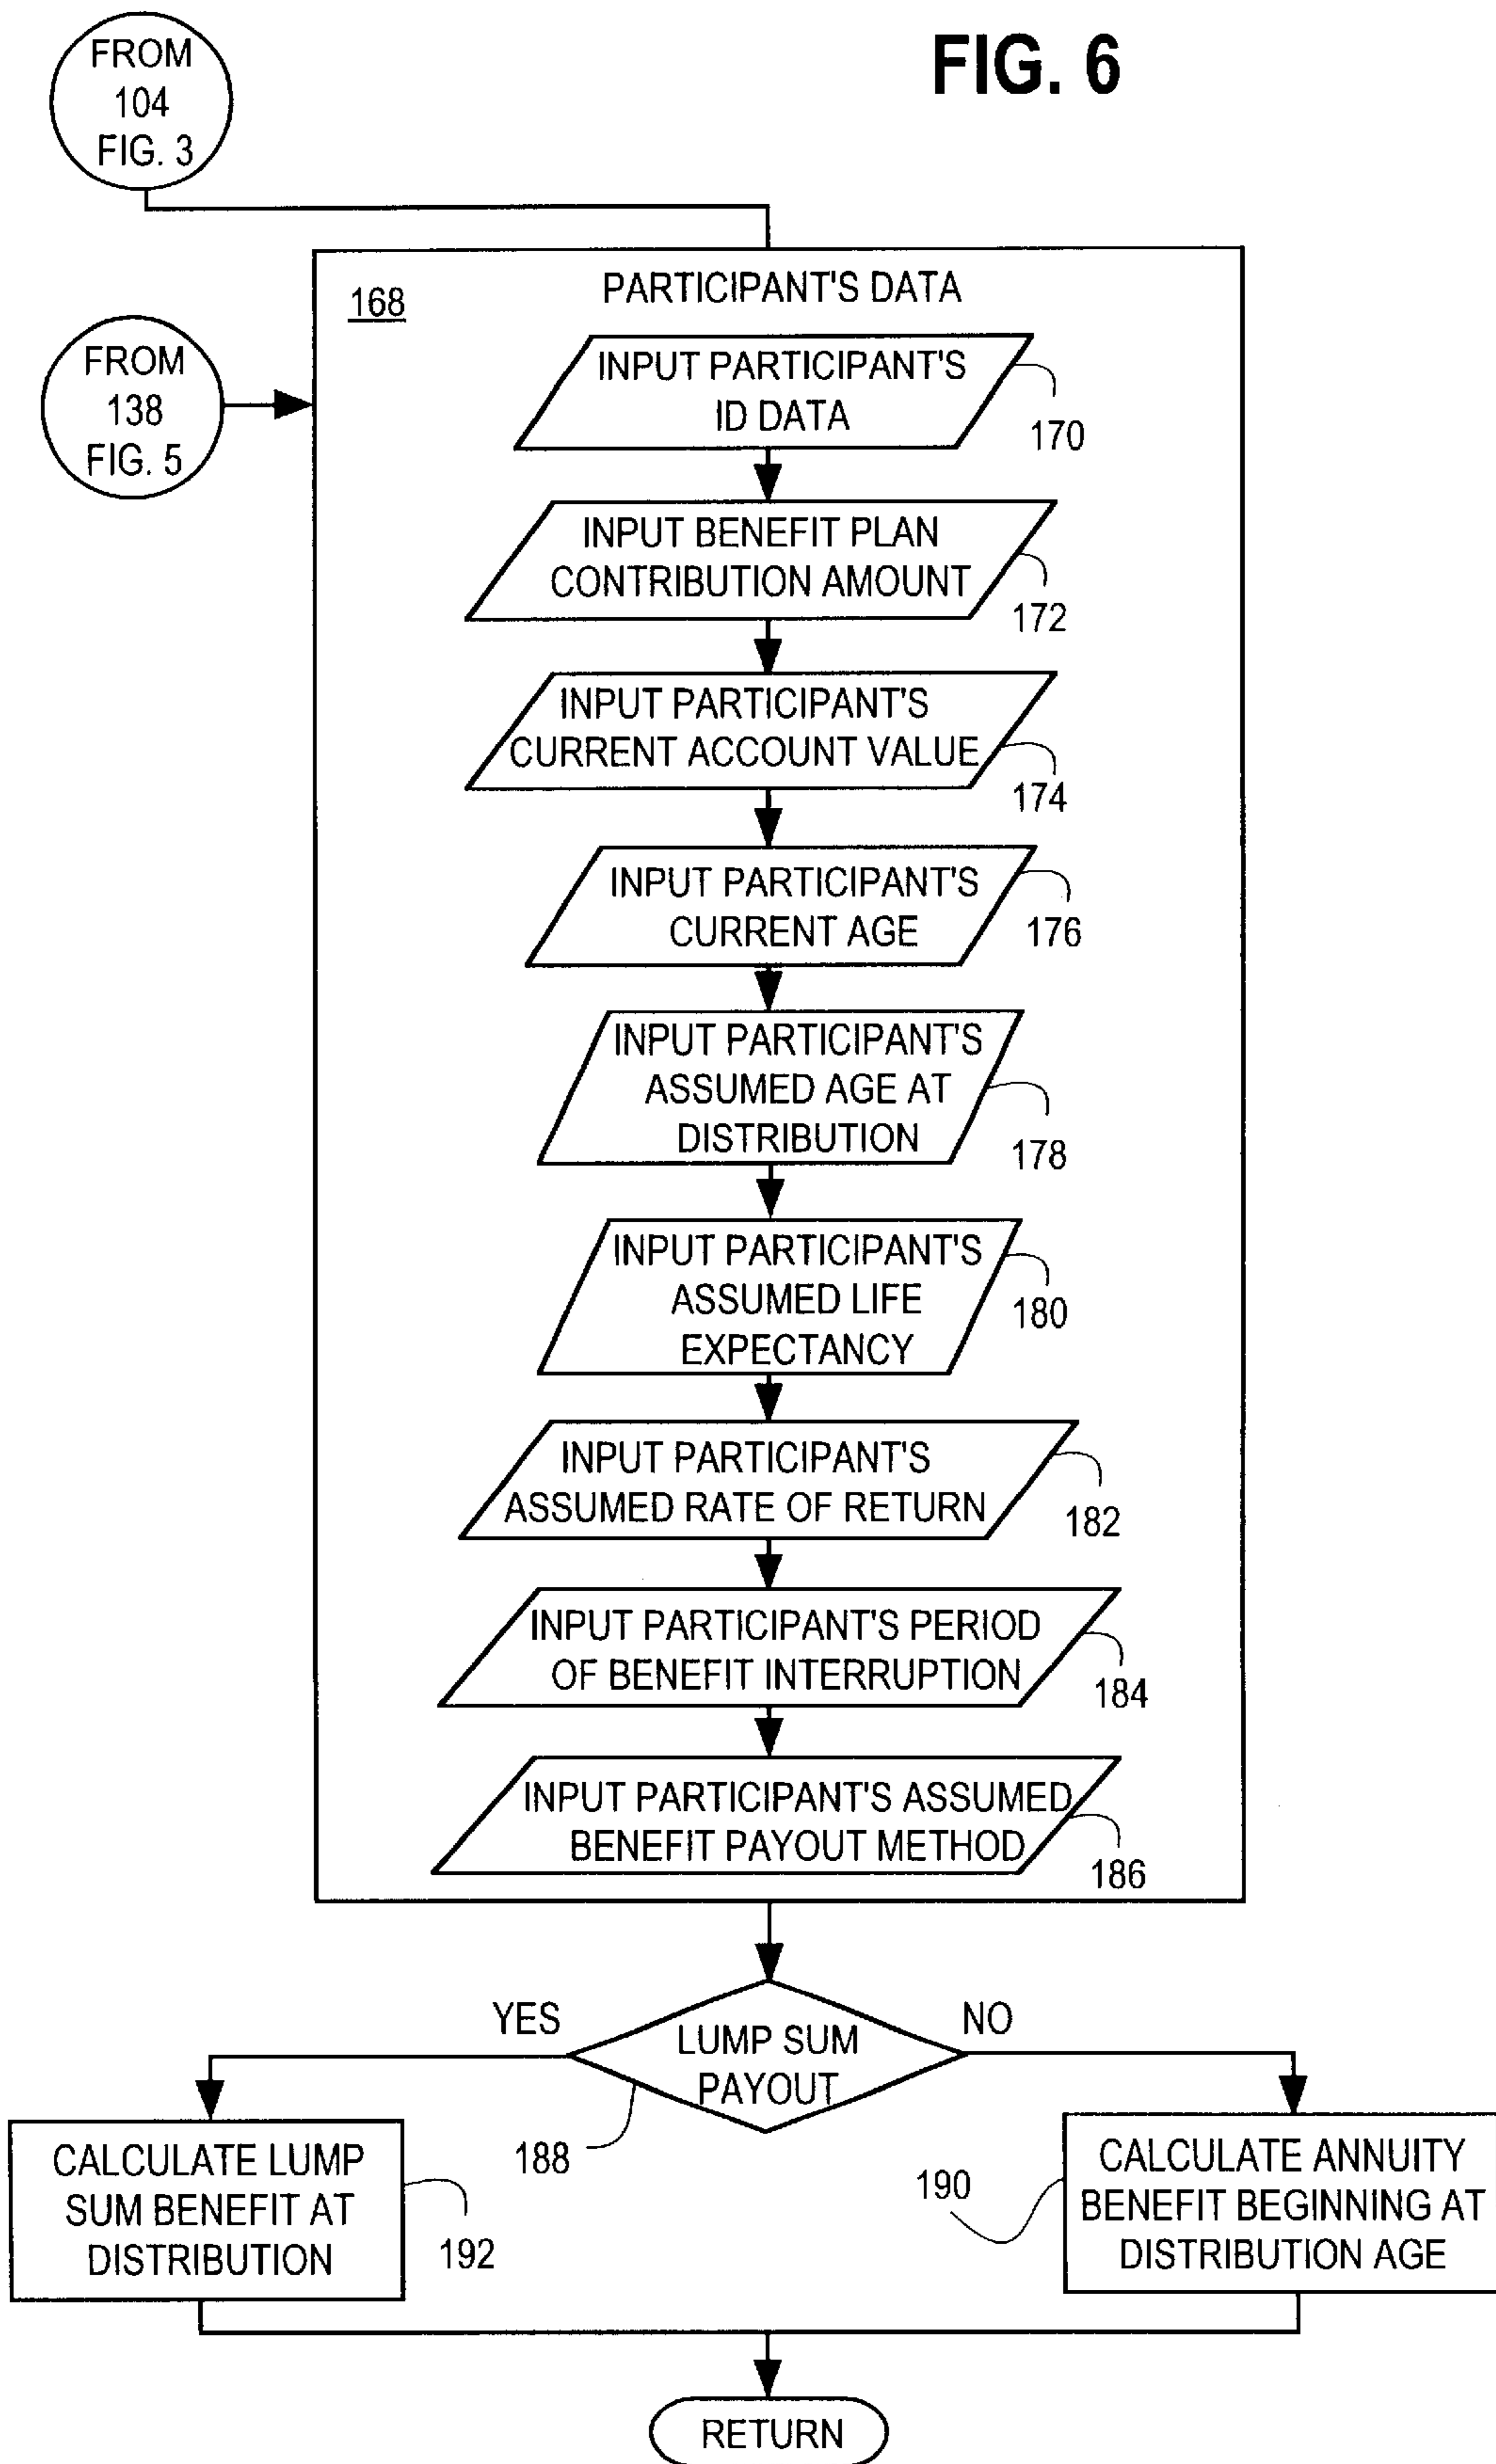 FROM
104
FIG. 3
FIG. 6
168
PARTICIPANT'S DATA
FROM
138
FIG. 5
INPUT PARTICIPANT'S
ID DATA
170
INPUT BENEFIT PLAN
CONTRIBUTION AMOUNT
172
INPUT PARTICIPANT'S
CURRENT ACCOUNT VALUE
174
INPUT PARTICIPANT'S
CURRENT AGE
176
INPUT PARTICIPANT'S
ASSUMED AGE AT
DISTRIBUTION
178
INPUT PARTICIPANT'S
ASSUMED LIFE
EXPECTANCY
180
INPUT PARTICIPANT'S
ASSUMED RATE OF RETURN
182
INPUT PARTICIPANT'S PERIOD
OF BENEFIT INTERRUPTION
184
INPUT PARTICIPANT'S ASSUMED
BENEFIT PAYOUT METHOD
186
YES
LUMP SUM
PAYOUT
NO
188
CALCULATE LUMP
SUM BENEFIT AT
DISTRIBUTION
192
190
CALCULATE ANNUITY
BENEFIT BEGINNING AT
DISTRIBUTION AGE
RETURN